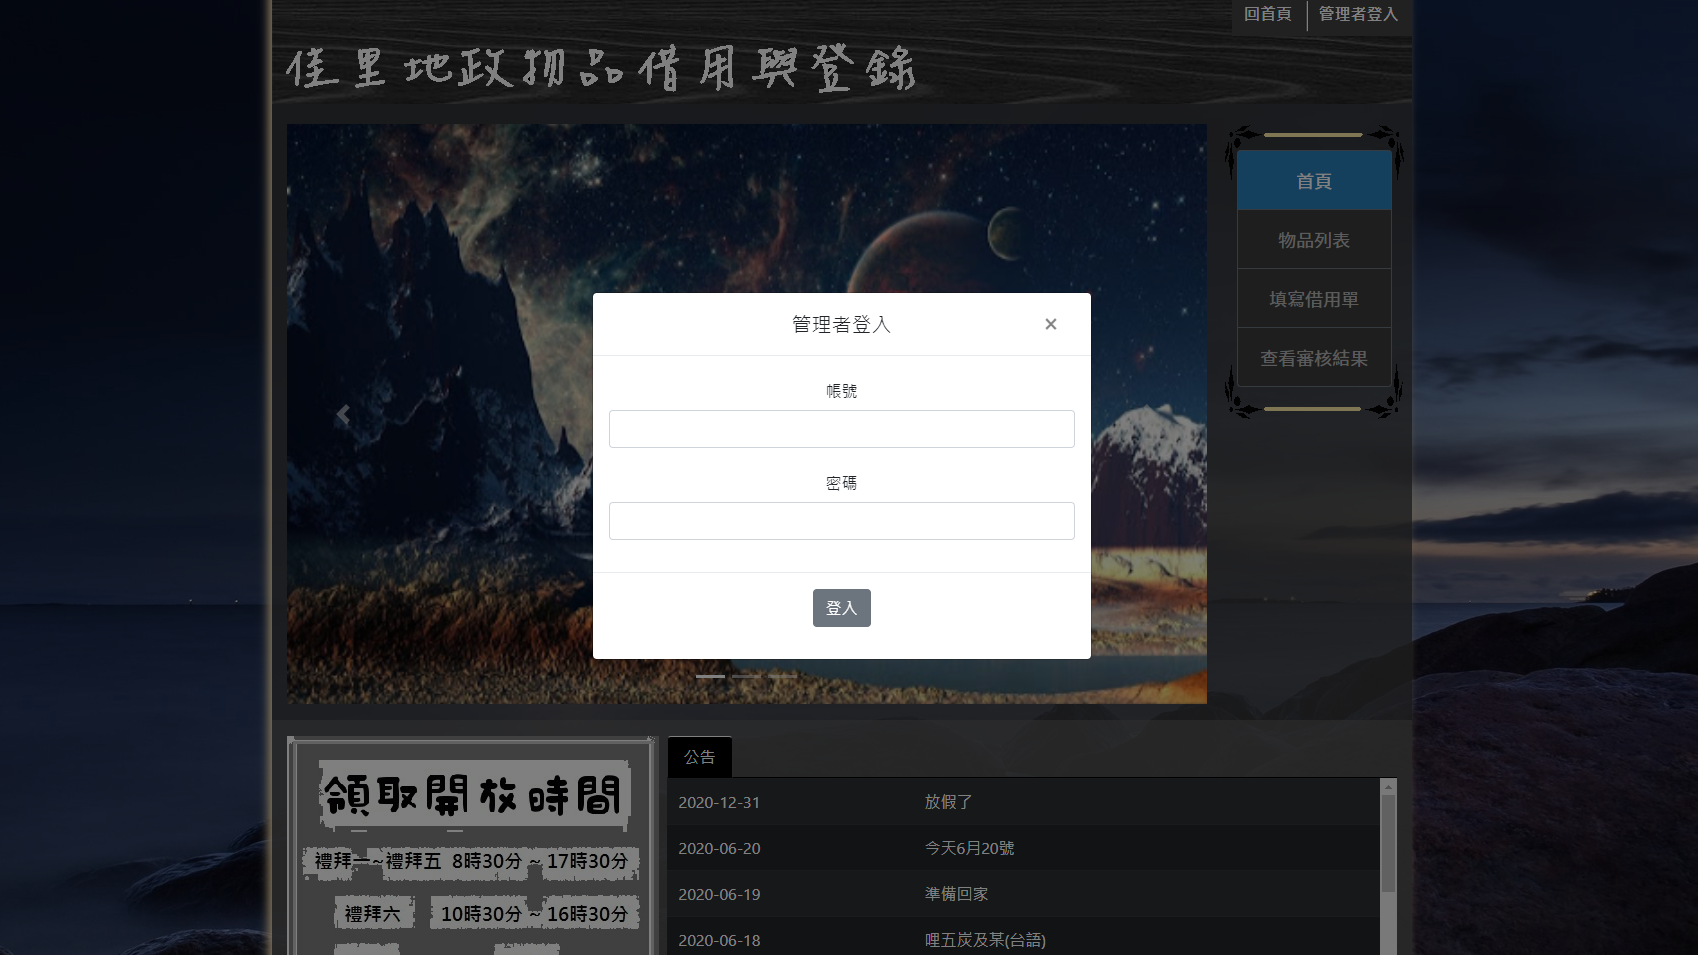 回首頁
管理者登入
佳里地政物品借用與登錄
首頁
物品列表
填寫借用單
查看審核結果
管理者登入 ×
帳號
密碼
登入
領取開放時間
禮拜一~禮拜五 8時30分 ~ 17時30分
禮拜六 10時30分 ~ 16時30分
公告
2020-12-31 放假了
2020-06-20 今天6月20號
2020-06-19 準備回家
2020-06-18 哩五炭及某(台語)